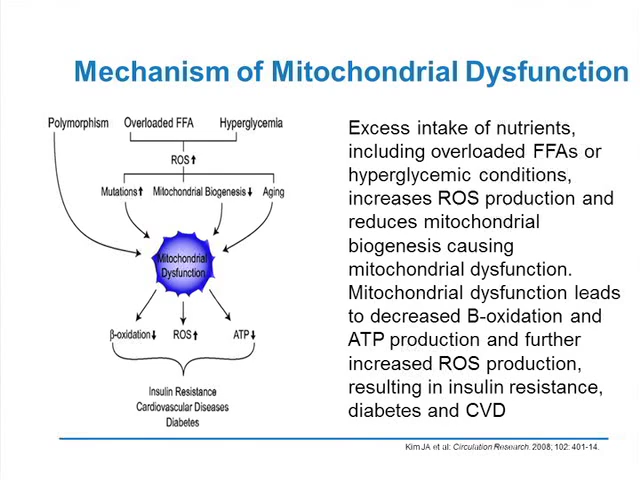 Mechanism of Mitochondrial Dysfunction
Polymorphism Overloaded FFA Hyperglycemia
ROS↑
Mutations↑ Mitochondrial Biogenesis↓ Aging
Mitochondrial
Dysfunction
β-oxidation↓ ROS↑ ATP↓
Insulin Resistance
Cardiovascular Diseases
Diabetes
Excess intake of nutrients,
including overloaded FFAs or
hyperglycemic conditions,
increases ROS production and
reduces mitochondrial
biogenesis causing
mitochondrial dysfunction.
Mitochondrial dysfunction leads
to decreased B-oxidation and
ATP production and further
increased ROS production,
resulting in insulin resistance,
diabetes and CVD
Kim JA et al: Circulation Research. 2008; 102: 401-14.